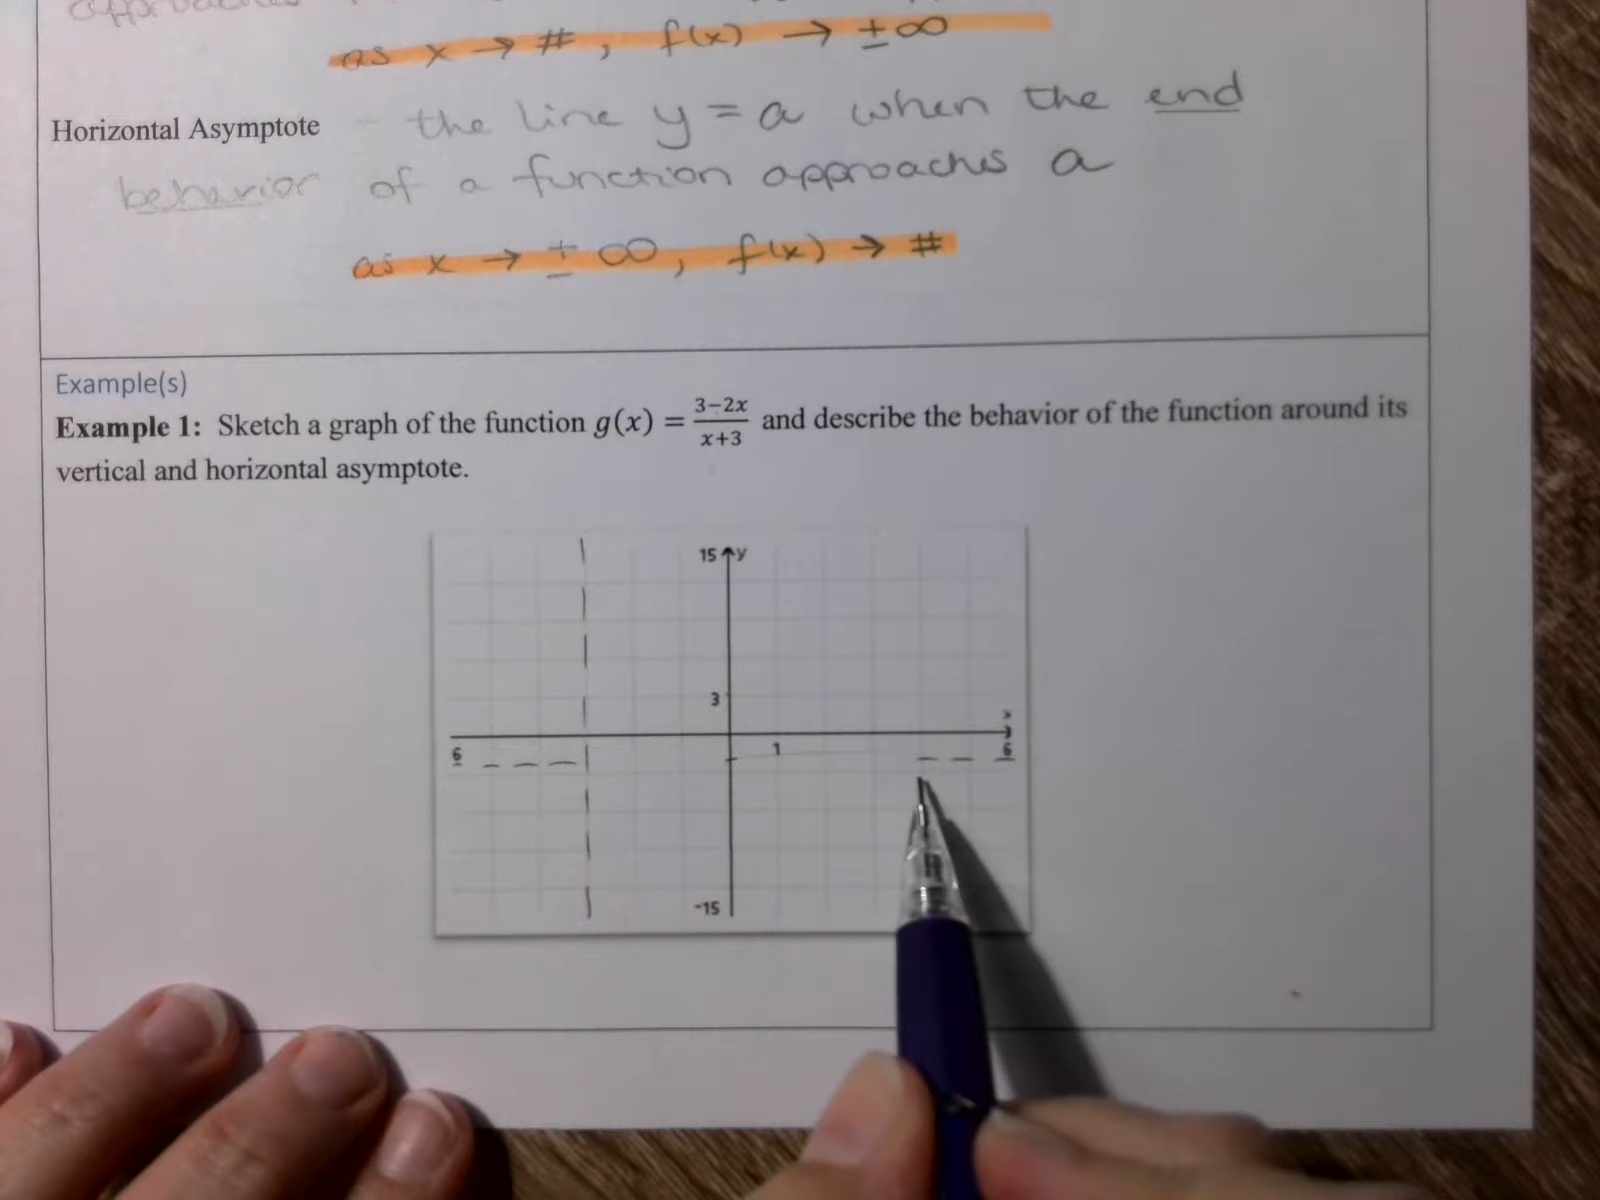 approaches
as x → # , f(x) → ±∞
Horizontal Asymptote - the line y = a when the end
behavior of a function approaches a
as x → ± ∞, f(x) → #
Example(s)
Example 1: Sketch a graph of the function g(x) = \frac{3-2x}{x+3} and describe the behavior of the function around its
vertical and horizontal asymptote.
15 y
3
x
6 1 6
-15